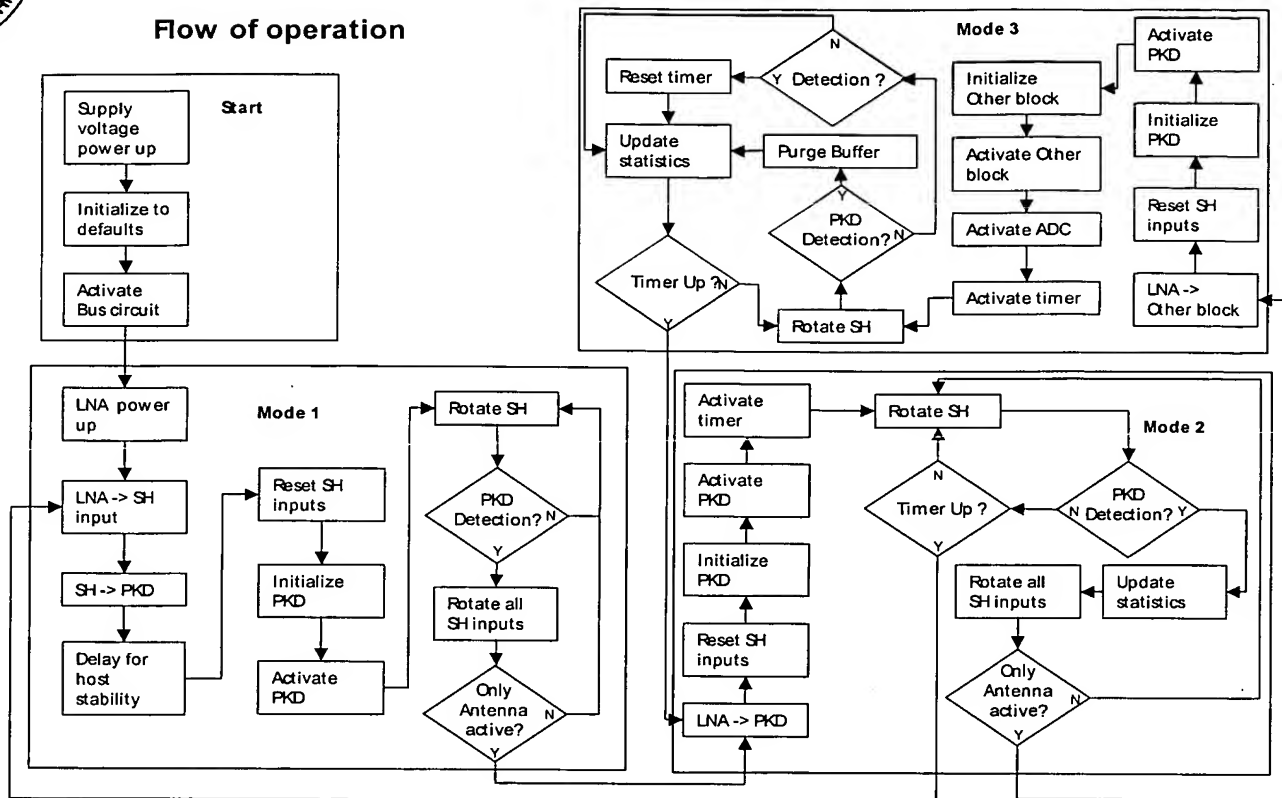 Flow of operation
Start
Supply
voltage
power up
Initialize to
defaults
Activate
Bus circuit
Mode 1
LNA power
up
LNA -> SH
input
SH -> PKD
Delay for
host
stability
Reset SH
inputs
Initialize
PKD
Activate
PKD
Rotate SH
PKD
Detection?
N
Y
Rotate all
SH inputs
Only
Antenna
active?
N
Y
Mode 3
LNA ->
Other block
Reset SH
inputs
Initialize
PKD
Activate
PKD
Initialize
Other block
Activate Other
block
Activate ADC
Activate timer
Rotate SH
PKD
Detection?
Y
N
Purge Buffer
Detection ?
N
Y
Reset timer
Update
statistics
Timer Up ?
N
Y
Mode 2
LNA -> PKD
Reset SH
inputs
Initialize
PKD
Activate
PKD
Activate
timer
Rotate SH
PKD
Detection?
N
Y
Timer Up ?
N
Y
Update
statistics
Rotate all
SH inputs
Only
Antenna
active?
N
Y